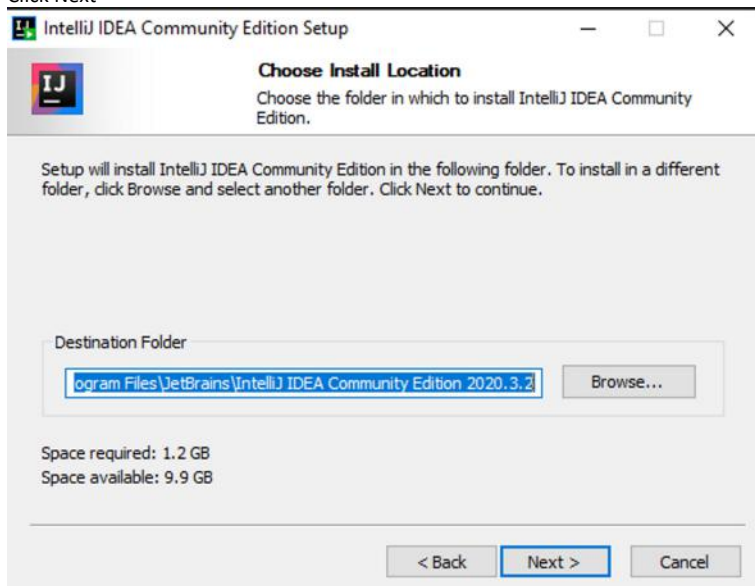 Click Next
IntelliJ IDEA Community Edition Setup
IJ
Choose Install Location
Choose the folder in which to install IntelliJ IDEA Community
Edition.
Setup will install IntelliJ IDEA Community Edition in the following folder. To install in a different
folder, click Browse and select another folder. Click Next to continue.
Destination Folder
ogram Files\JetBrains\IntelliJ IDEA Community Edition 2020.3.2
Browse...
Space required: 1.2 GB
Space available: 9.9 GB
< Back
Next >
Cancel